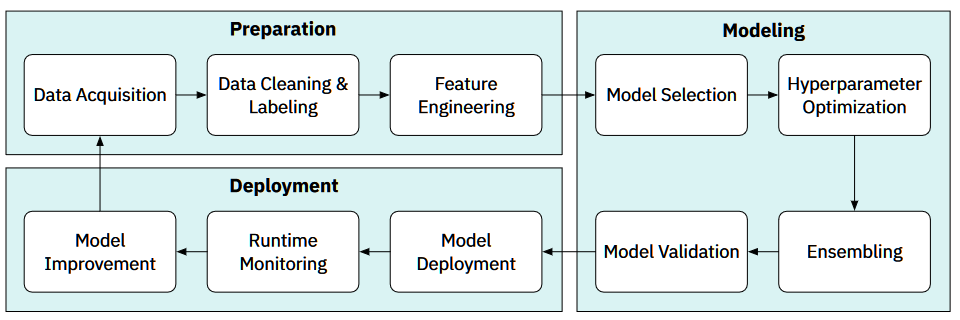 Preparation
Data Acquisition
Data Cleaning &
Labeling
Feature
Engineering
Modeling
Model Selection
Hyperparameter
Optimization
Ensembling
Model Validation
Deployment
Model
Deployment
Runtime
Monitoring
Model
Improvement